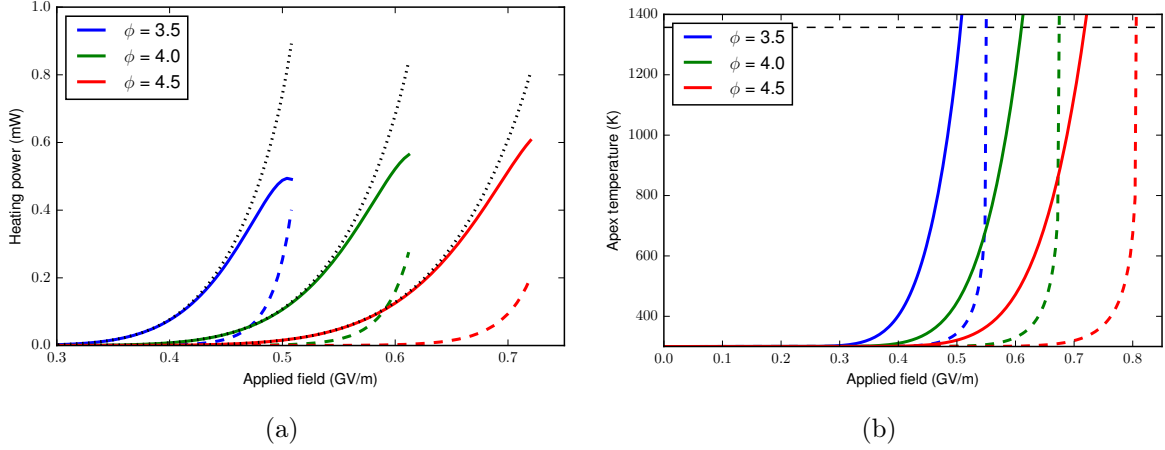 1.0
0.8
0.6
0.4
0.2
0.0
Heating power (mW)
ϕ = 3.5
ϕ = 4.0
ϕ = 4.5
0.3 0.4 0.5 0.6 0.7
Applied field (GV/m)
(a)
1400
1200
1000
800
600
400
Apex temperature (K)
ϕ = 3.5
ϕ = 4.0
ϕ = 4.5
0.0 0.1 0.2 0.3 0.4 0.5 0.6 0.7 0.8
Applied field (GV/m)
(b)